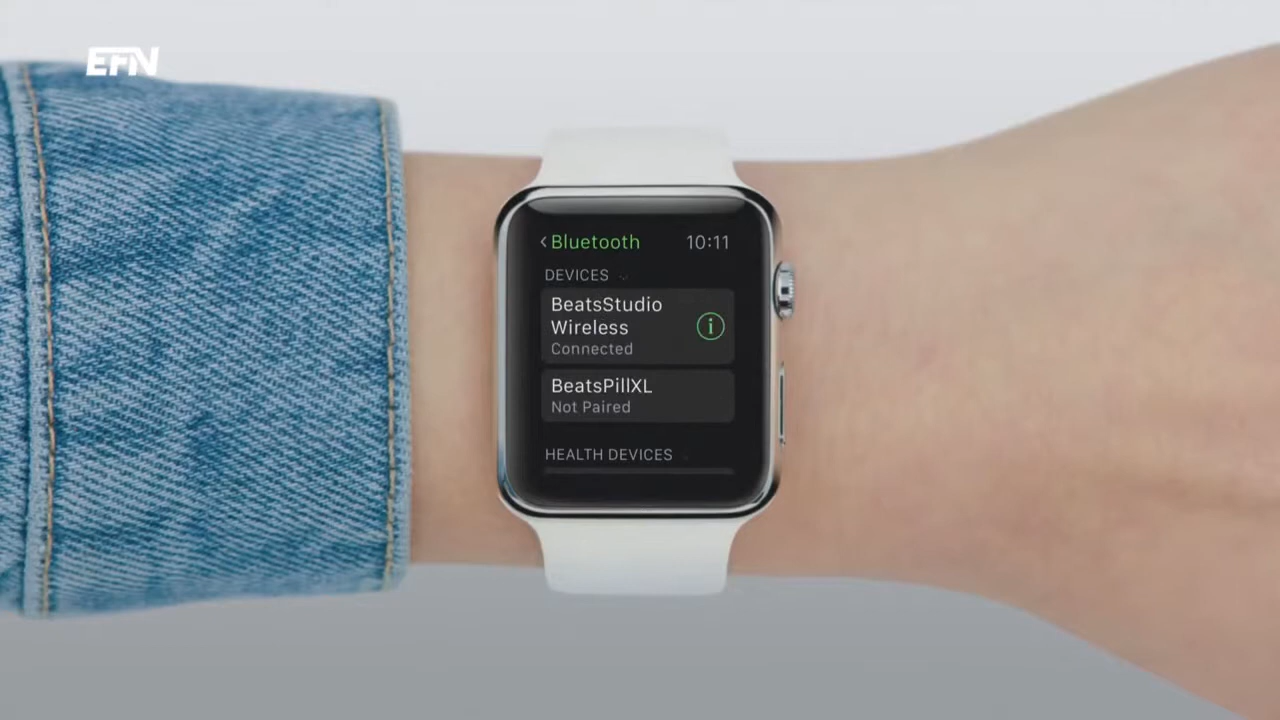 EFN
<Bluetooth 10:11
DEVICES
BeatsStudio
Wireless
Connected
i
BeatsPillXL
Not Paired
HEALTH DEVICES